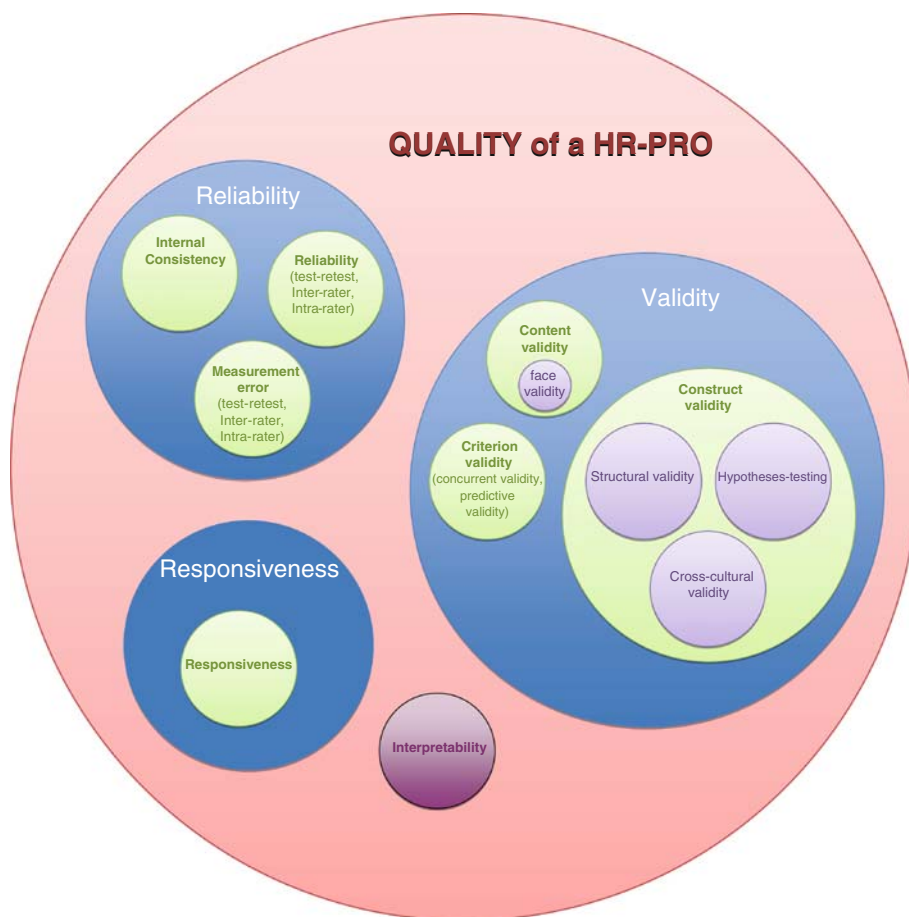 QUALITY of a HR-PRO
Reliability
Internal
Consistency
Reliability
(test-retest,
Inter-rater,
Intra-rater)
Measurement
error
(test-retest,
Inter-rater,
Intra-rater)
Validity
Content
validity
face
validity
Criterion
validity
(concurrent validity,
predictive
validity)
Construct
validity
Structural validity
Hypotheses-testing
Cross-cultural
validity
Responsiveness
Responsiveness
Interpretability